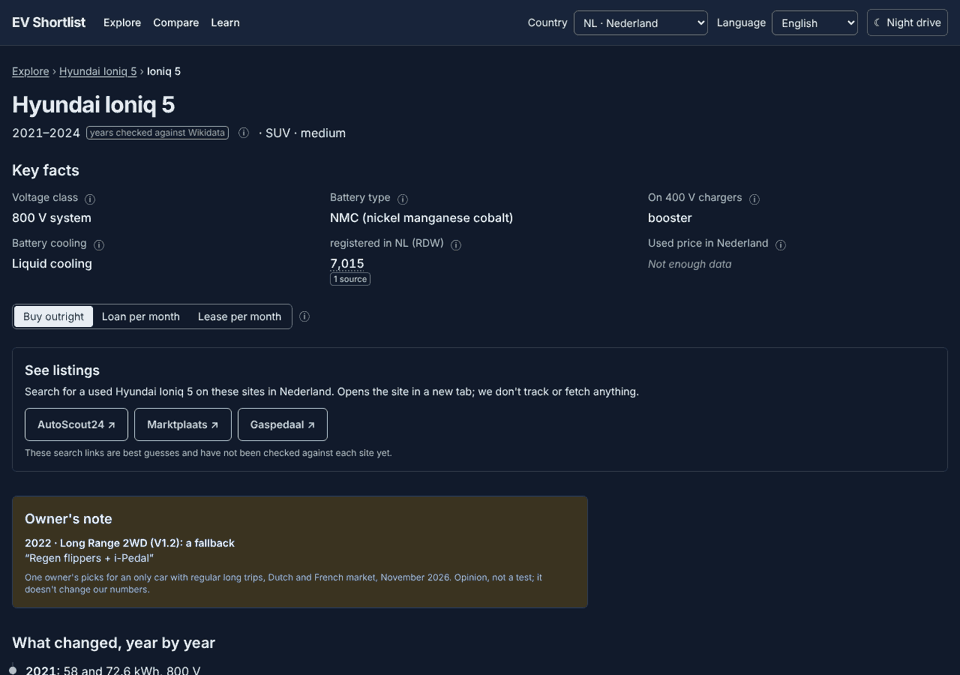 EV Shortlist Explore Compare Learn Country NL · Nederland Language English ☾ Night drive
Explore › Hyundai Ioniq 5 › Ioniq 5
Hyundai Ioniq 5
2021–2024 years checked against Wikidata ⓘ · SUV · medium
Key facts
Voltage class ⓘ Battery type ⓘ On 400 V chargers ⓘ
800 V system NMC (nickel manganese cobalt) booster
Battery cooling ⓘ registered in NL (RDW) ⓘ Used price in Nederland ⓘ
Liquid cooling 7,015 Not enough data
1 source
Buy outright Loan per month Lease per month ⓘ
See listings
Search for a used Hyundai Ioniq 5 on these sites in Nederland. Opens the site in a new tab; we don't track or fetch anything.
AutoScout24 ↗ Marktplaats ↗ Gaspedaal ↗
These search links are best guesses and have not been checked against each site yet.
Owner's note
2022 · Long Range 2WD (V1.2): a fallback
“Regen flippers + i-Pedal”
One owner's picks for an only car with regular long trips, Dutch and French market, November 2026. Opinion, not a test; it
doesn't change our numbers.
What changed, year by year
2021: 58 and 72.6 kWh, 800 V